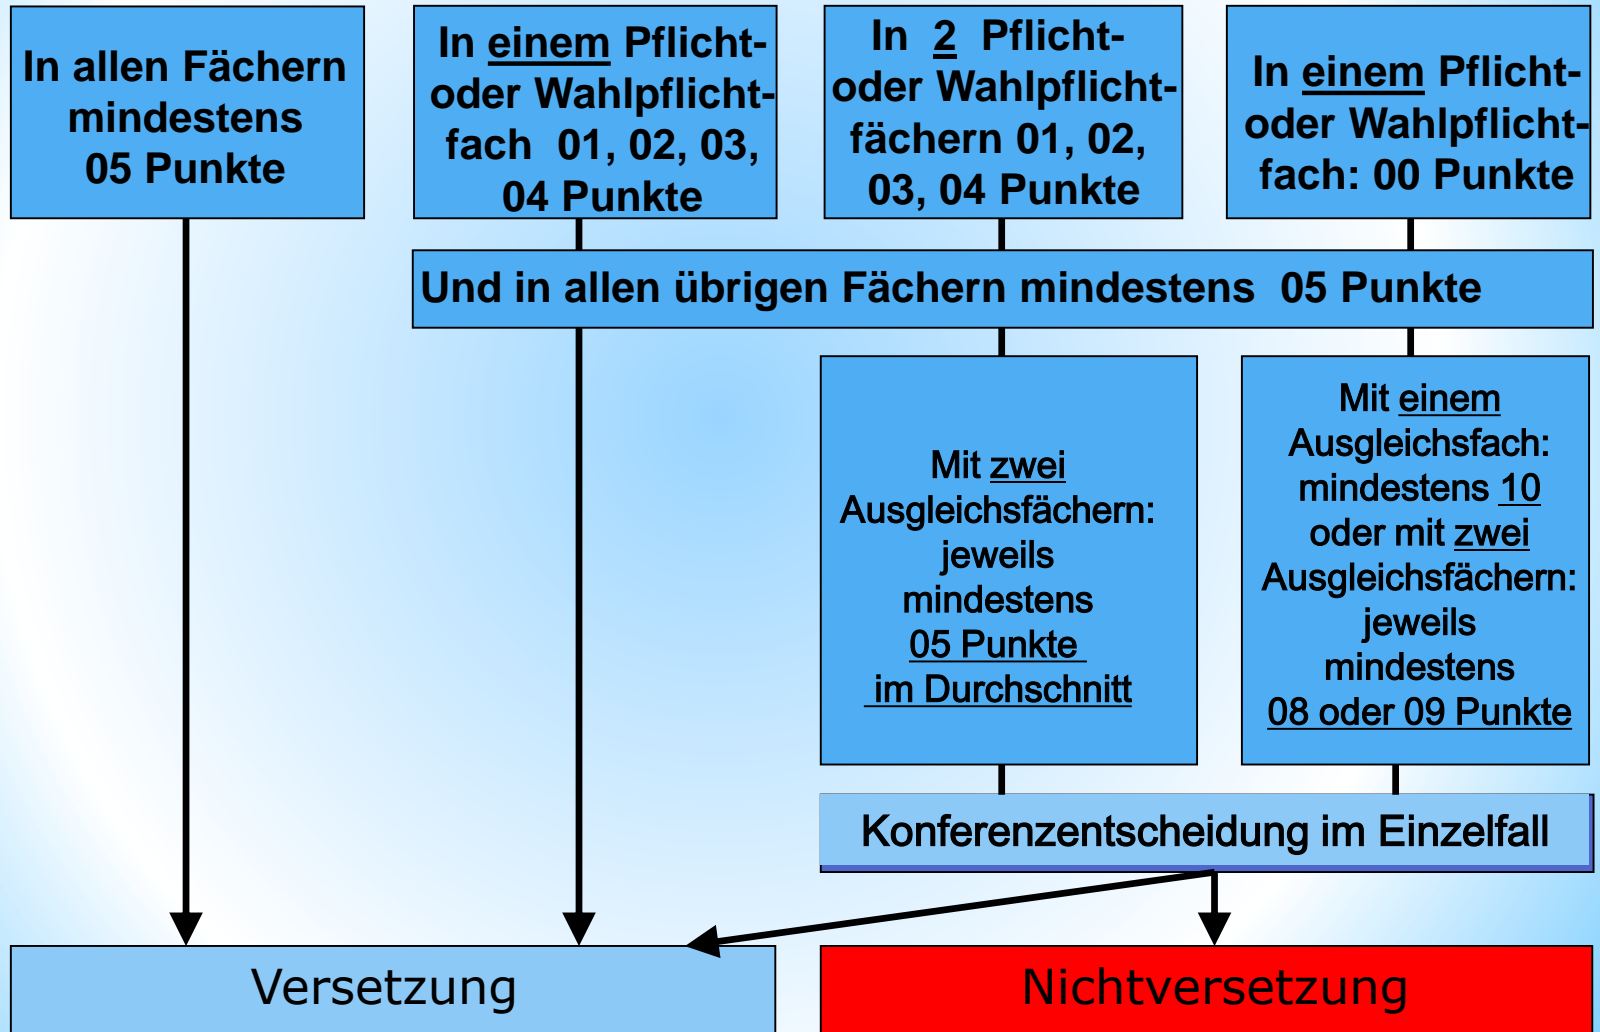 In allen Fächern
mindestens
05 Punkte
In einem Pflicht-
oder Wahlpflicht-
fach 01, 02, 03,
04 Punkte
In 2 Pflicht-
oder Wahlpflicht-
fächern 01, 02,
03, 04 Punkte
In einem Pflicht-
oder Wahlpflicht-
fach: 00 Punkte
Und in allen übrigen Fächern mindestens 05 Punkte
Mit zwei
Ausgleichsfächern:
jeweils
mindestens
05 Punkte
im Durchschnitt
Mit einem
Ausgleichsfach:
mindestens 10
oder mit zwei
Ausgleichsfächern:
jeweils
mindestens
08 oder 09 Punkte
Konferenzentscheidung im Einzelfall
Versetzung
Nichtversetzung